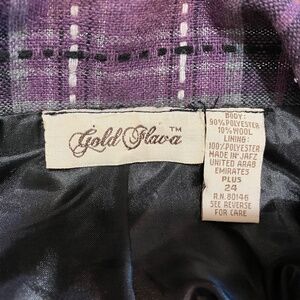 Gold Flava™
BODY:
90% POLYESTER
10% WOOL
LINING:
100% POLYESTER
MADE IN JAFZ
UNITED ARAB
EMIRATES
PLUS
24
R.N. 80146
SEE REVERSE
FOR CARE